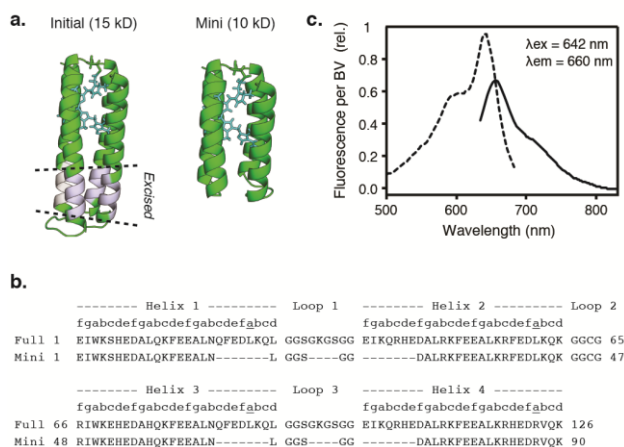 a.
Initial (15 kD)
Mini (10 kD)
Excised
c.
λex = 642 nm
λem = 660 nm
Fluorescence per BV (rel.)
1
0.8
0.6
0.4
0.2
0.0
500 600 700 800
Wavelength (nm)
b.
-------- Helix 1 --------- Loop 1 -------- Helix 2 --------- Loop 2
fgabcdefgabcdefgabcdefabcd fgabcdefgabcdefgabcdefabcd
Full 1 EIWKSHEDALQKFEEALNQFEDLKQL GGSGKGSGG EIKQRHEDALRKFEEALKRFEDLKQK GGCG 65
Mini 1 EIWKSHEDALQKFEEALN-------L GGS----GG -------DALRKFEEALKRFEDLKQK GGCG 47
-------- Helix 3 --------- Loop 3 -------- Helix 4 ---------
fgabcdefgabcdefgabcdefabcd fgabcdefgabcdefgabcdefabcd
Full 66 RIWKEHEDAHQKFEEALNQFEDLKQL GGSGKGSGG EIKQRHEDALRKFEEALKRHEDRVQK 126
Mini 48 RIWKEHEDAHQKFEEALN-------L GGS----GG -------DALRKFEEALKRHEDRVQK 90